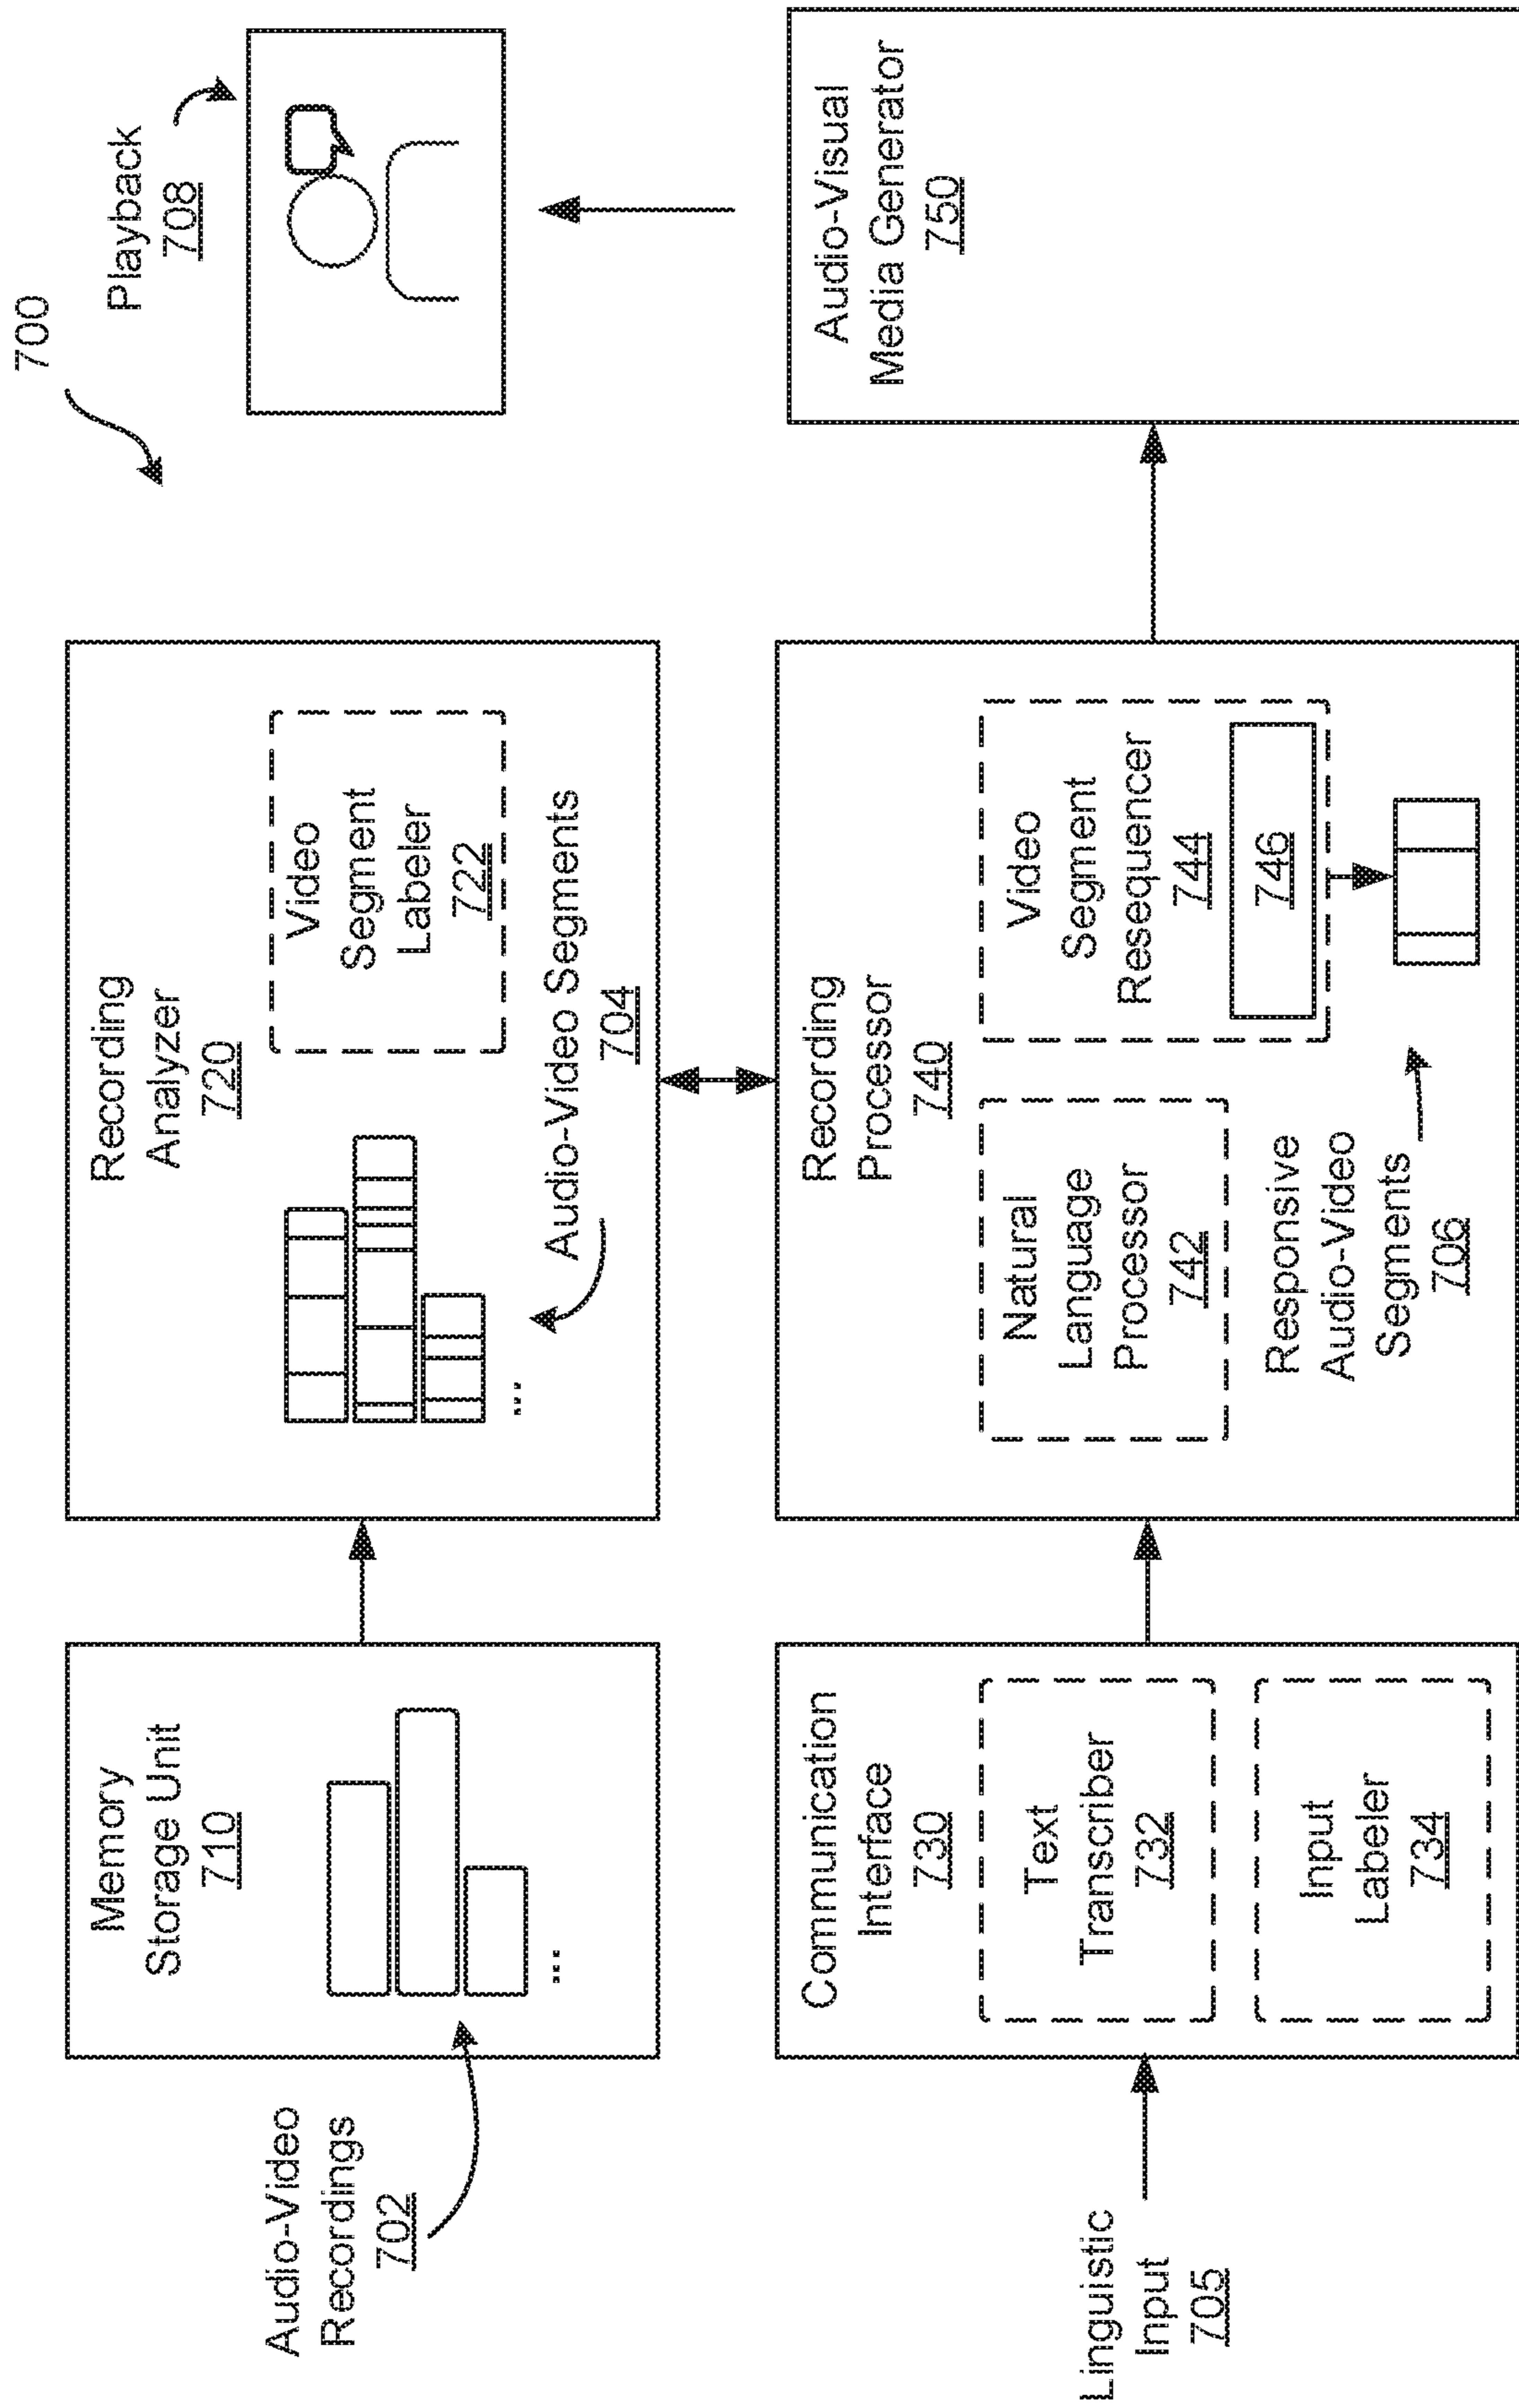 700
Audio-Video
Recordings
702
Memory
Storage Unit
710
...
Recording
Analyzer
720
Video
Segment
Labeler
722
...
Audio-Video Segments
704
Playback
708
Linguistic
Input
705
Communication
Interface
730
Text
Transcriber
732
Input
Labeler
734
Recording
Processor
740
Natural
Language
Processor
742
Video
Segment
Resequencer
744
746
Responsive
Audio-Video
Segments
706
Audio-Visual
Media Generator
750